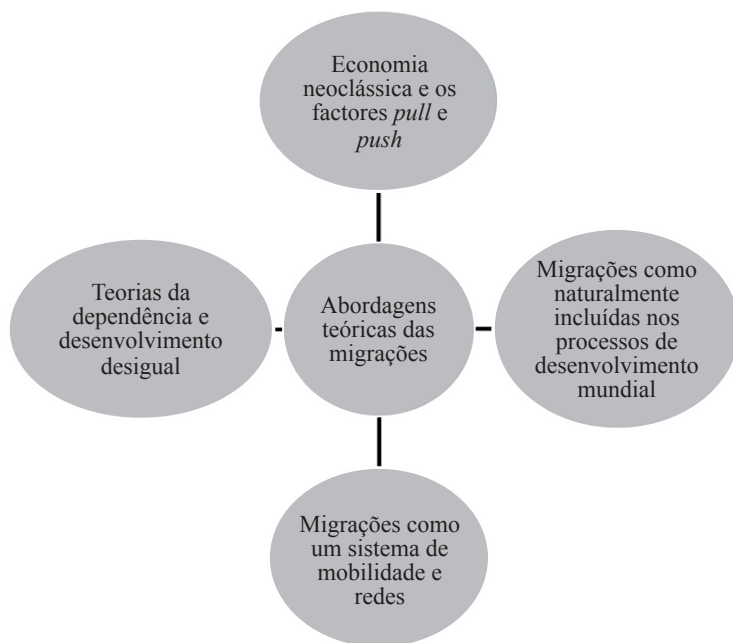 Economia
neoclássica e os
factores pull e
push
Teorias da
dependência e
desenvolvimento
desigual
Abordagens
teóricas das
migrações
Migrações como
naturalmente
incluídas nos
processos de
desenvolvimento
mundial
Migrações como
um sistema de
mobilidade e
redes